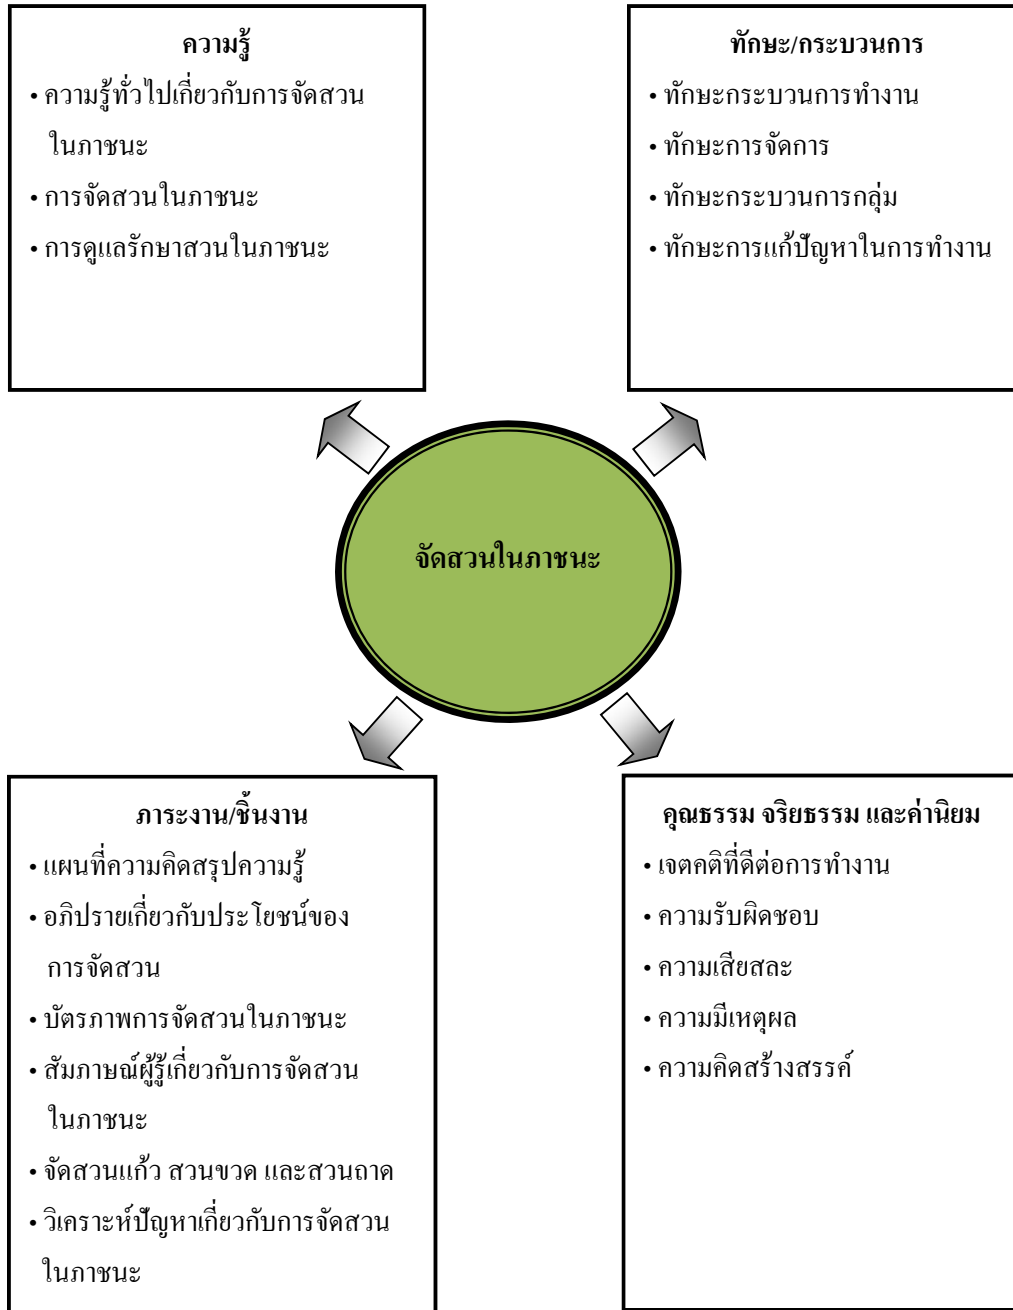 ความรู้
• ความรู้ทั่วไปเกี่ยวกับการจัดสวน
ในภาชนะ
• การจัดสวนในภาชนะ
• การดูแลรักษาสวนในภาชนะ
ทักษะ/กระบวนการ
• ทักษะกระบวนการทำงาน
• ทักษะการจัดการ
• ทักษะกระบวนการกลุ่ม
• ทักษะการแก้ปัญหาในการทำงาน
จัดสวนในภาชนะ
ภาระงาน/ชิ้นงาน
• แผนที่ความคิดสรุปความรู้
• อภิปรายเกี่ยวกับประโยชน์ของ
การจัดสวน
• บัตรภาพการจัดสวนในภาชนะ
• สัมภาษณ์ผู้รู้เกี่ยวกับการจัดสวน
ในภาชนะ
• จัดสวนแก้ว สวนขวด และสวนถาด
• วิเคราะห์ปัญหาเกี่ยวกับการจัดสวน
ในภาชนะ
คุณธรรม จริยธรรม และค่านิยม
• เจตคติที่ดีต่อการทำงาน
• ความรับผิดชอบ
• ความเสียสละ
• ความมีเหตุผล
• ความคิดสร้างสรรค์